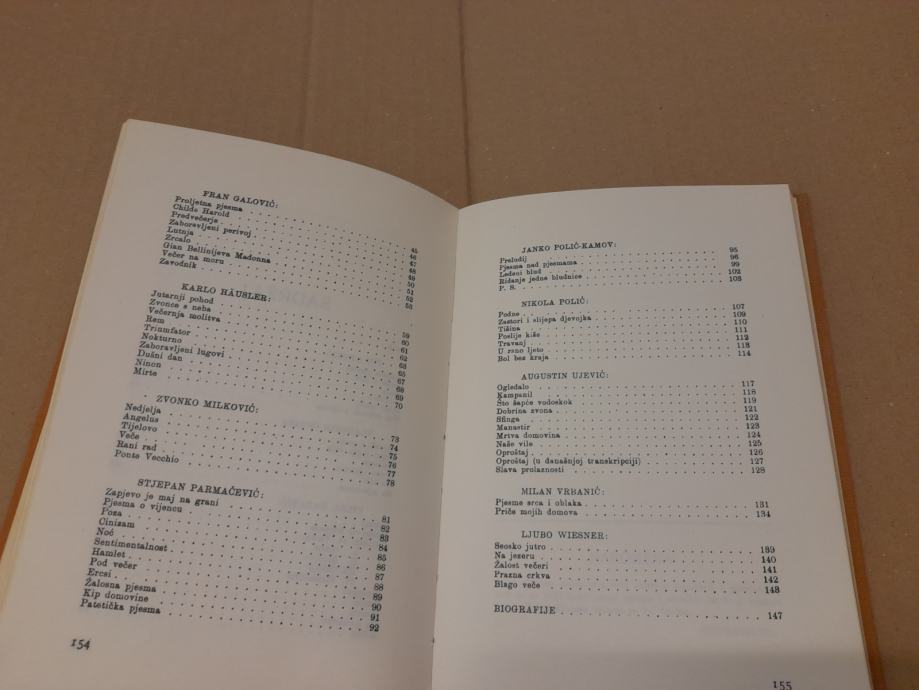 FRAN GALOVIĆ:
Proljetna pjesma . . . 45
Childe Harold . . . 46
Predvečerje . . . 47
Zaboravljeni perivoj . . . 48
Lutnja . . . 49
Zrcalo . . . 50
Gian Bellinijeva Madonna . . . 51
Večer na moru . . . 52
Zavodnik . . . 53
KARLO HÄUSLER:
Jutarnji pohod . . . 59
Zvonce s neba . . . 60
Večernja molitva . . . 61
Rem . . . 62
Triumfator . . . 63
Nokturno . . . 65
Zaboravljeni lugovi . . . 67
Dušni dan . . . 68
Ninon . . . 69
Mirte . . . 70
ZVONKO MILKOVIĆ:
Nedjelja . . . 73
Angelus . . . 74
Tijelovo . . . 75
Veče . . . 76
Rani rad . . . 77
Ponte Vecchio . . . 78
STJEPAN PARMAČEVIĆ:
Zapjevo je maj na grani . . . 81
Pjesma o vijencu . . . 82
Poza . . . 83
Cinizam . . . 84
Noć . . . 85
Sentimentalnost . . . 86
Hamlet . . . 87
Pod večer . . . 88
Ercsi . . . 89
Žalosna pjesma . . . 90
Kip domovine . . . 91
Patetička pjesma . . . 92
154
JANKO POLIĆ-KAMOV:
Preludij . . . 95
Pjesma nad pjesmama . . . 96
Ledeni blud . . . 99
Ridanje jedne bludnice . . . 102
P. S. . . . 103
NIKOLA POLIĆ:
Podne . . . 107
Zastori i slijepa djevojka . . . 109
Tišina . . . 110
Poslije kiše . . . 111
Travanj . . . 112
U rano ljeto . . . 113
Bol bez kraja . . . 114
AUGUSTIN UJEVIĆ:
Ogledalo . . . 117
Kampanil . . . 118
Što šapće vodoskok . . . 119
Dobrina zvona . . . 121
Sfinga . . . 122
Manastir . . . 123
Mrtva domovina . . . 124
Naše vile . . . 125
Oproštaj . . . 126
Oproštaj (u današnjoj transkripciji) . . . 127
Slava prolaznosti . . . 128
MILAN VRBANIĆ:
Pjesme srca i oblaka . . . 131
Priče mojih domova . . . 134
LJUBO WIESNER:
Seosko jutro . . . 139
Na jezeru . . . 140
Žalost večeri . . . 141
Prazna crkva . . . 142
Blago veče . . . 143
BIOGRAFIJE . . . 147
155